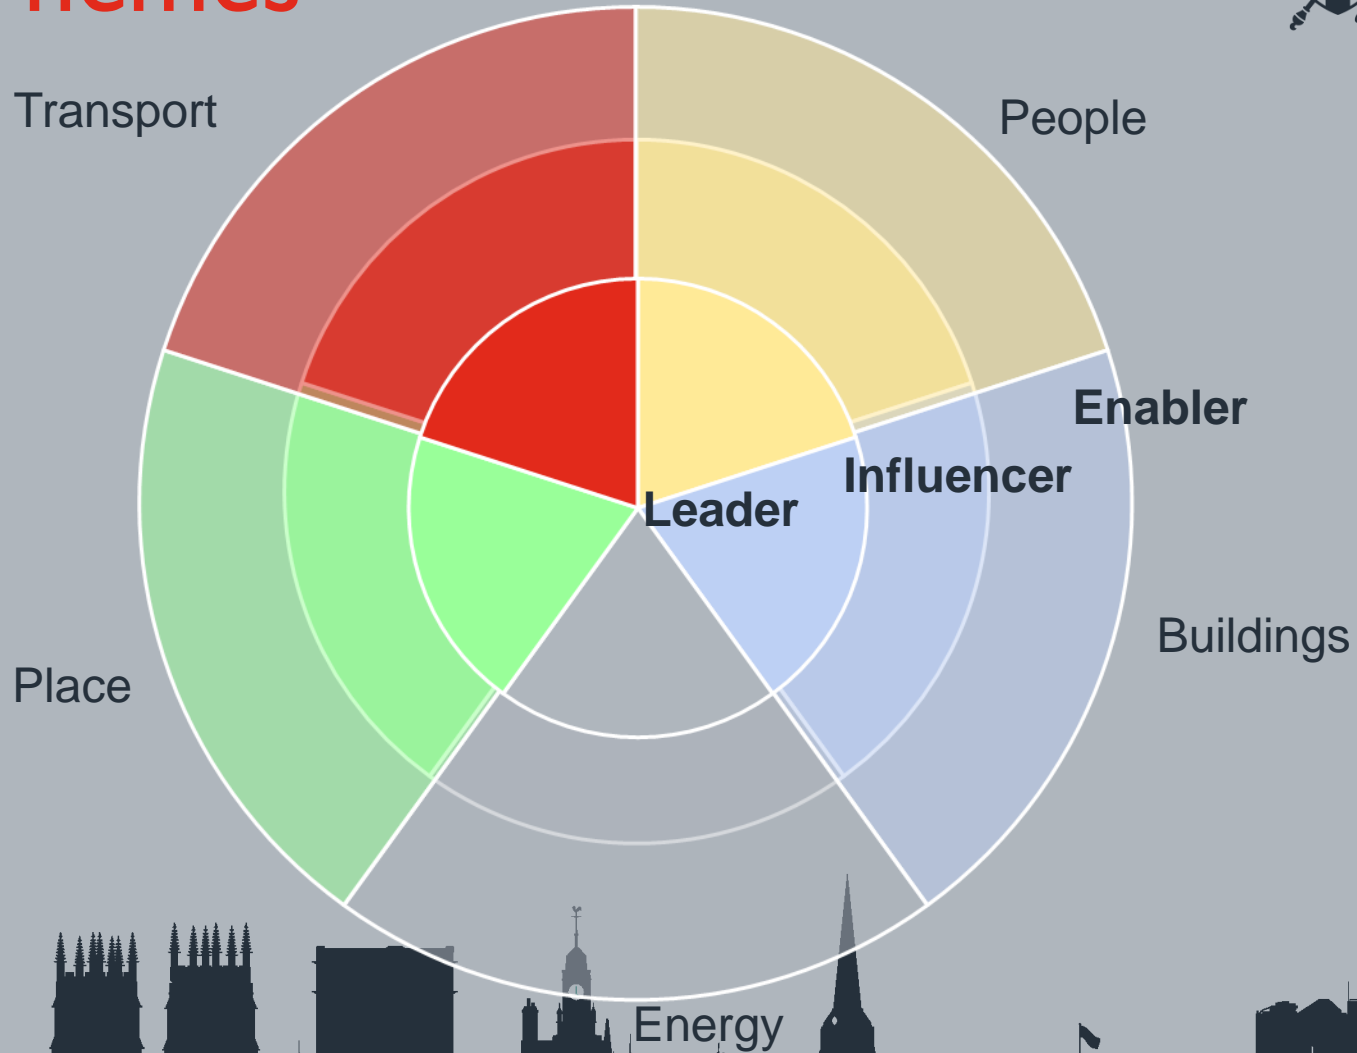 Transport
People
Enabler
Influencer
Leader
Buildings
Place
Energy